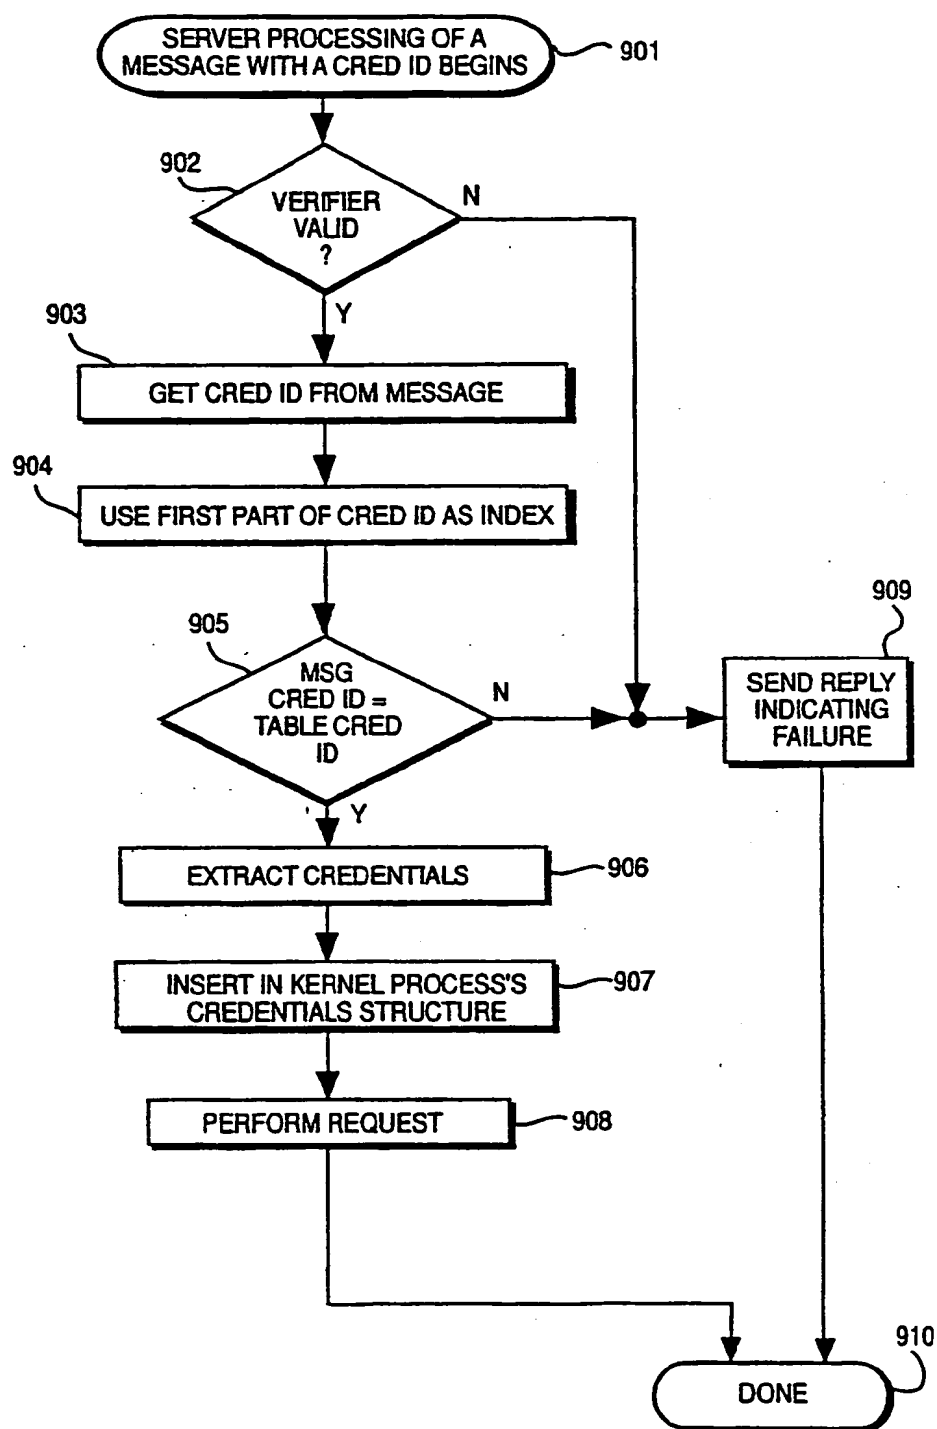 SERVER PROCESSING OF A
MESSAGE WITH A CRED ID BEGINS
901
902
VERIFIER
VALID
?
N
Y
903
GET CRED ID FROM MESSAGE
904
USE FIRST PART OF CRED ID AS INDEX
905
MSG
CRED ID =
TABLE CRED
ID
N
Y
909
SEND REPLY
INDICATING
FAILURE
EXTRACT CREDENTIALS
906
INSERT IN KERNEL PROCESS'S
CREDENTIALS STRUCTURE
907
PERFORM REQUEST
908
910
DONE